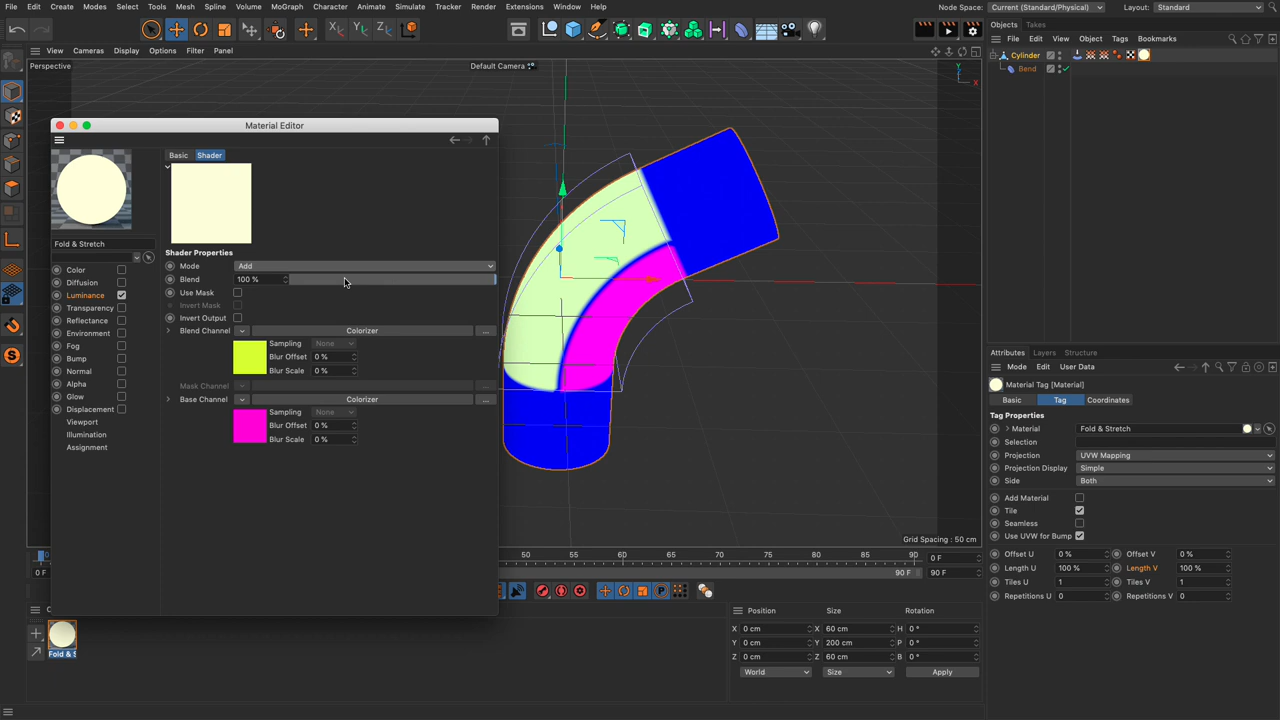 File Edit Create Modes Select Tools Mesh Spline Volume MoGraph Character Animate Simulate Tracker Render Extensions Window Help
Node Space: Current (Standard/Physical) Layout: Standard
X Y Z
Objects Takes
View Cameras Display Options Filter Panel
File Edit View Object Tags Bookmarks
Perspective
Default Camera
Y
X
Cylinder
Bend
Material Editor
Basic Shader
Fold & Stretch
Color
Diffusion
Luminance
Transparency
Reflectance
Environment
Fog
Bump
Normal
Alpha
Glow
Displacement
Viewport
Illumination
Assignment
Shader Properties
Mode Add
Blend 100 %
Use Mask
Invert Mask
Invert Output
Blend Channel Colorizer ...
Sampling None
Blur Offset 0 %
Blur Scale 0 %
Mask Channel ...
Base Channel Colorizer ...
Sampling None
Blur Offset 0 %
Blur Scale 0 %
Grid Spacing : 50 cm
50 55 60 65 70 75 80 85 90
0 F
0 F
90 F
90 F
P
Fold & S
Position Size Rotation
X 0 cm X 60 cm H 0 °
Y 0 cm Y 200 cm P 0 °
Z 0 cm Z 60 cm B 0 °
World Size Apply
Attributes Layers Structure
Mode Edit User Data
Material Tag [Material]
Basic Tag Coordinates
Tag Properties
Material Fold & Stretch
Selection
Projection UVW Mapping
Projection Display Simple
Side Both
Add Material
Tile
Seamless
Use UVW for Bump
Offset U 0 % Offset V 0 %
Length U 100 % Length V 100 %
Tiles U 1 Tiles V 1
Repetitions U 0 Repetitions V 0